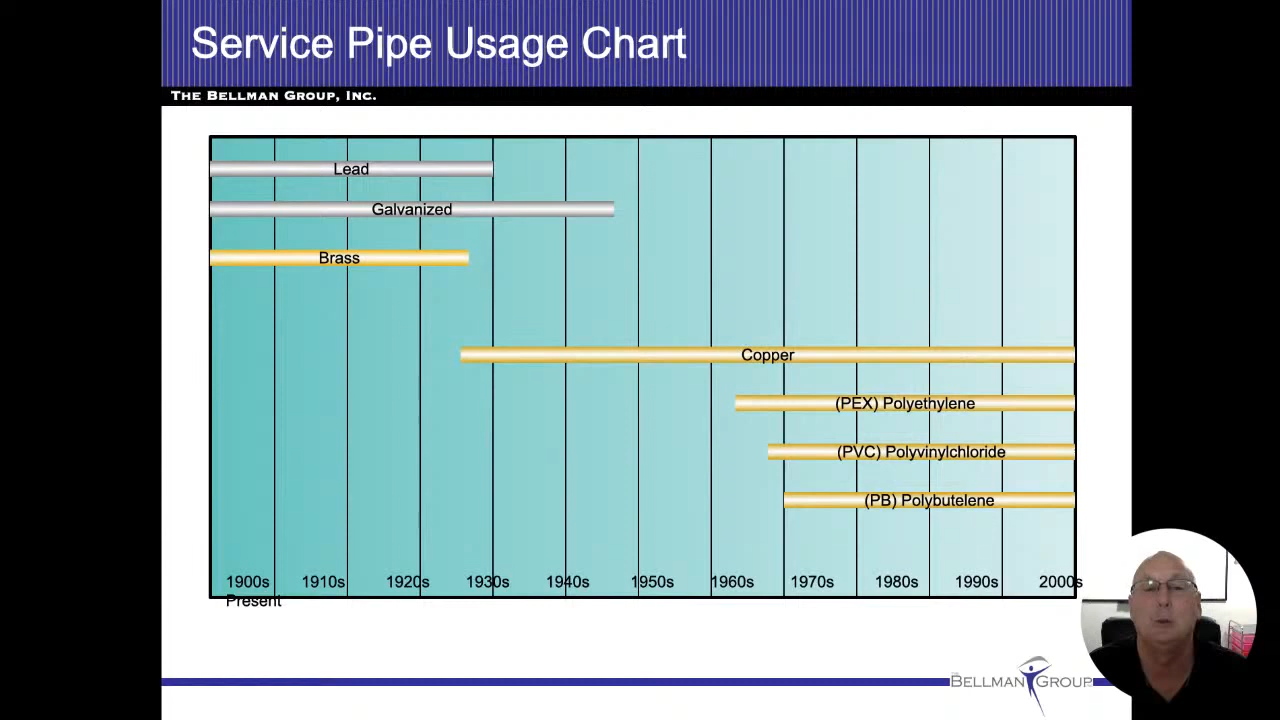 Service Pipe Usage Chart
THE BELLMAN GROUP, INC.
Lead
Galvanized
Brass
Copper
(PEX) Polyethylene
(PVC) Polyvinylchloride
(PB) Polybutelene
1900s 1910s 1920s 1930s 1940s 1950s 1960s 1970s 1980s 1990s 2000s
Present
THE BELLMAN GROUP